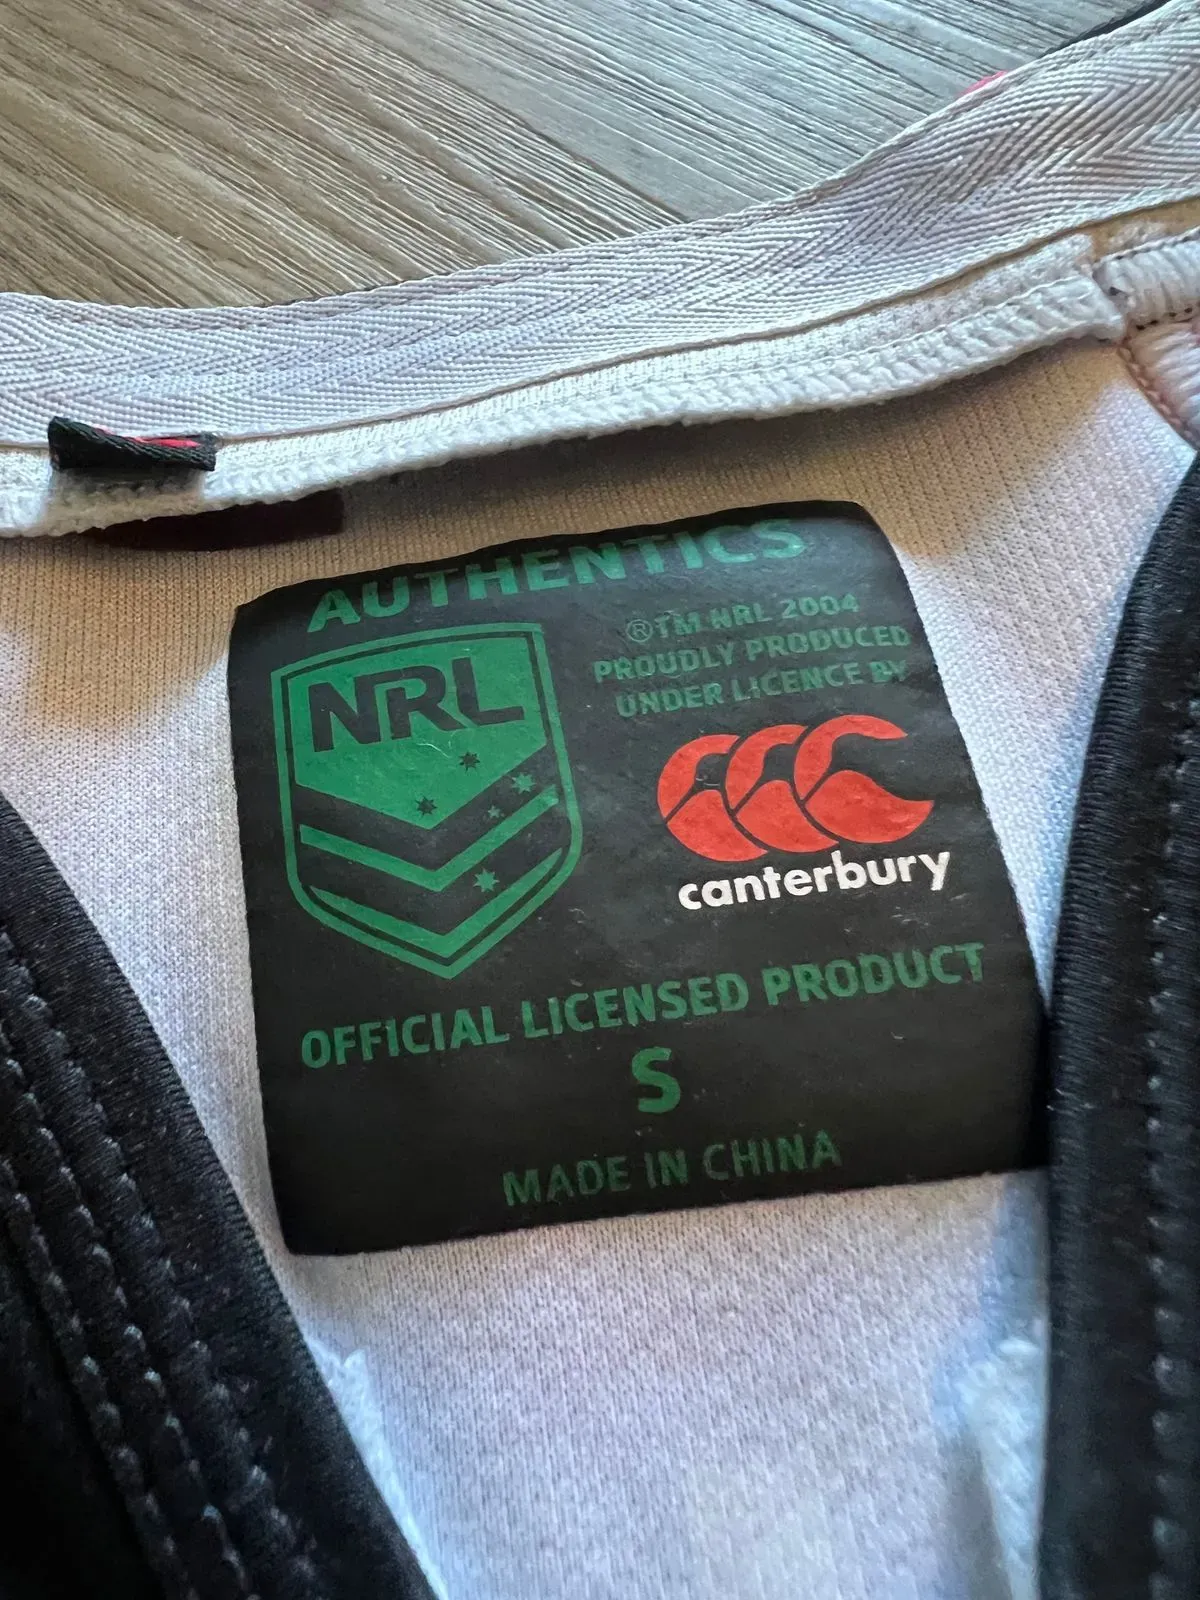 AUTHENTICS
NRL
®TM NRL 2004
PROUDLY PRODUCED
UNDER LICENCE BY
canterbury
OFFICIAL LICENSED PRODUCT
S
MADE IN CHINA